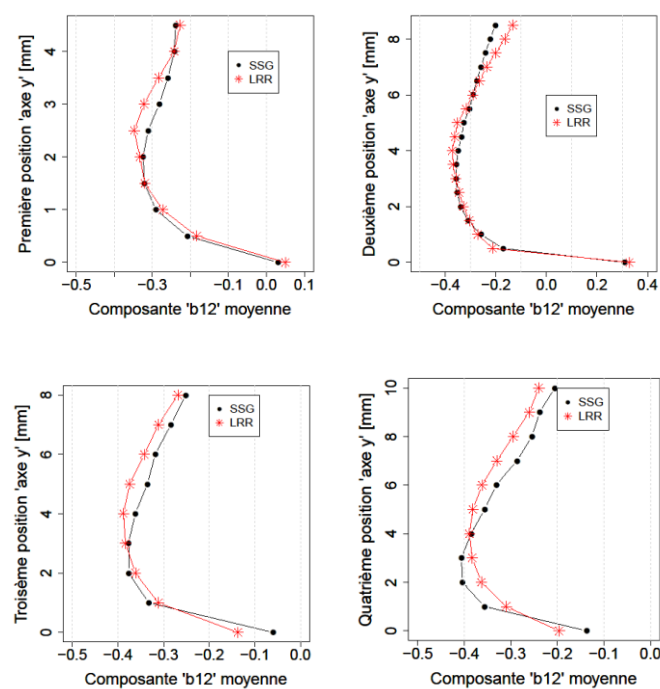 Première position 'axe y' [mm]
4
3
2
1
0
SSG
LRR
−0.5
−0.3
−0.1
0.1
Composante 'b12' moyenne
Deuxième position 'axe y' [mm]
8
6
4
2
0
SSG
LRR
−0.4
−0.2
0.0
0.2
0.4
Composante 'b12' moyenne
Troisème position 'axe y' [mm]
8
6
4
2
0
SSG
LRR
−0.5
−0.4
−0.3
−0.2
−0.1
0.0
Composante 'b12' moyenne
Quatrième position 'axe y' [mm]
10
8
6
4
2
0
SSG
LRR
−0.5
−0.4
−0.3
−0.2
−0.1
0.0
Composante 'b12' moyenne